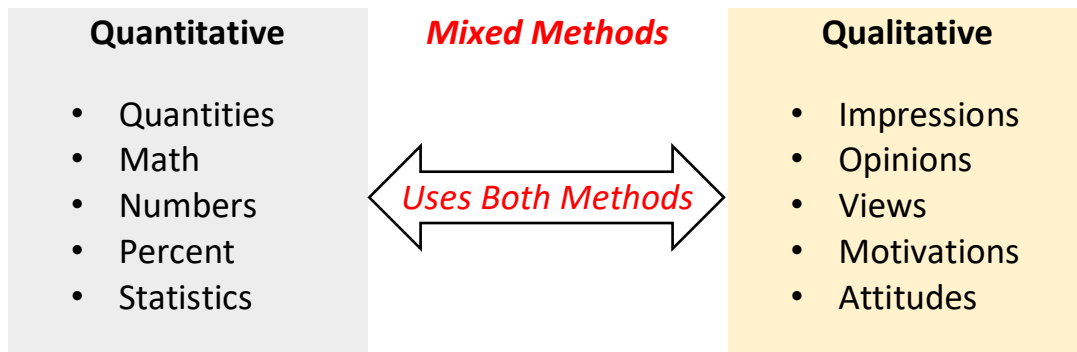 Quantitative
• Quantities
• Math
• Numbers
• Percent
• Statistics
Mixed Methods
Uses Both Methods
Qualitative
• Impressions
• Opinions
• Views
• Motivations
• Attitudes